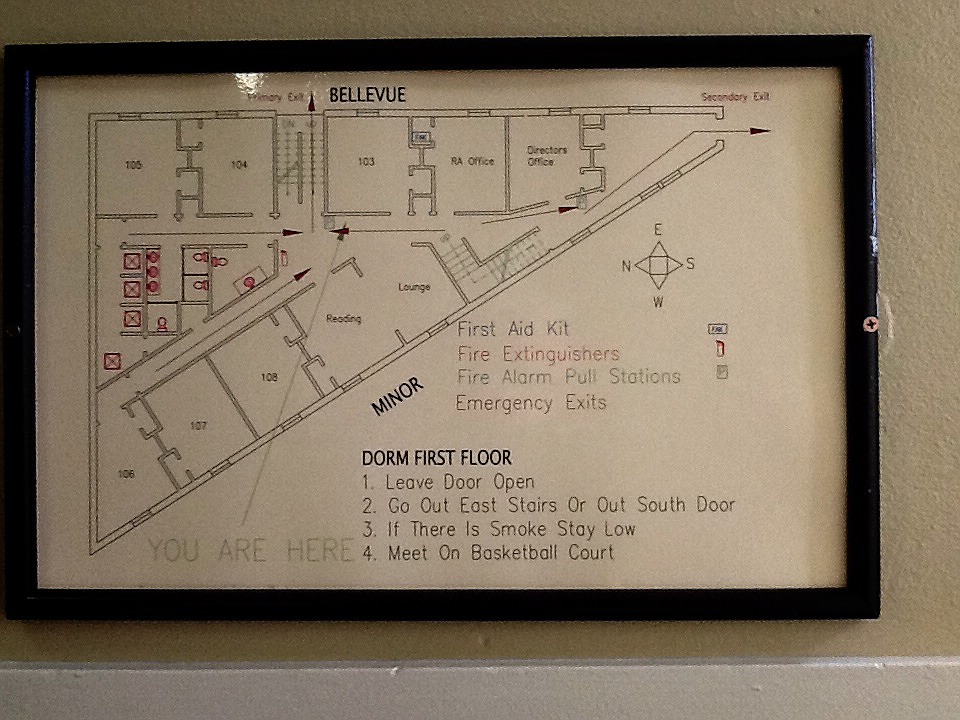 Primary Exit
BELLEVUE
Secondary Exit
DN
105
104
103
RA Office
Directors
Office
E
N
S
W
Lounge
Reading
108
107
106
MINOR
First Aid Kit
Fire Extinguishers
Fire Alarm Pull Stations
Emergency Exits
YOU ARE HERE
DORM FIRST FLOOR
1. Leave Door Open
2. Go Out East Stairs Or Out South Door
3. If There Is Smoke Stay Low
4. Meet On Basketball Court